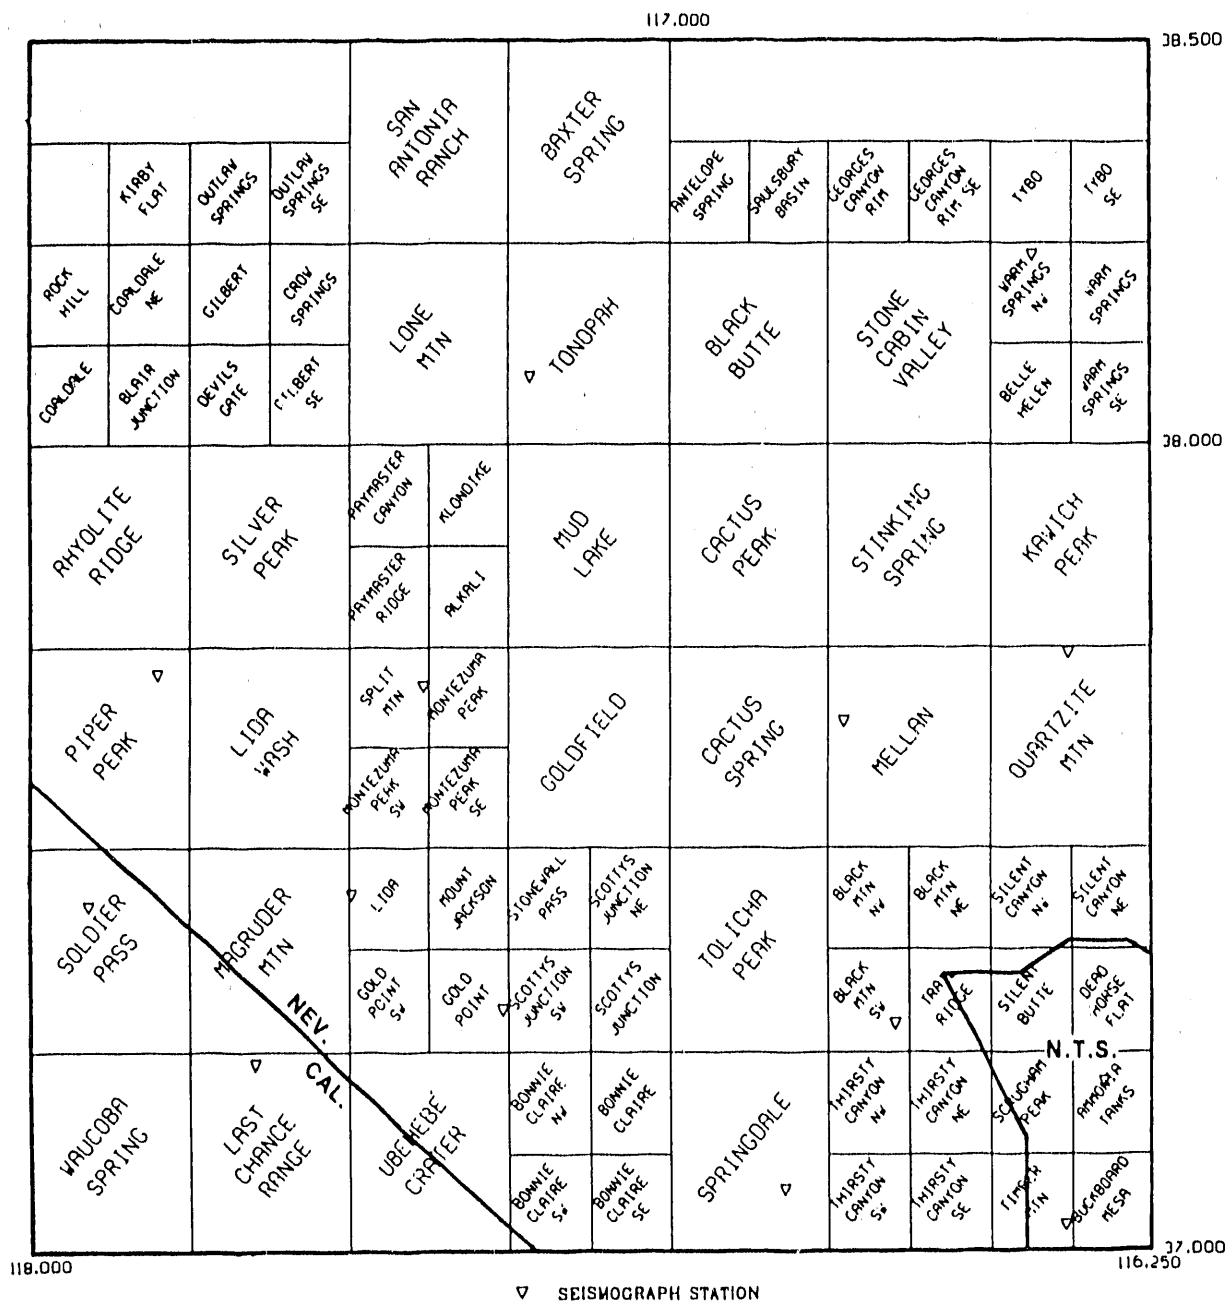 117.000
38.500
SAN
ANTONIA
RANCH
BAXTER
SPRING
KIRBY
FLAT
OUTLAW
SPRINGS
OUTLAW
SPRINGS
SE
ANTELOPE
SPRING
SAULSBURY
BASIN
GEORGES
CANYON
RIM
GEORGES
CANYON
RIM SE
TYBO
TYBO
SE
ROCK
HILL
COALDALE
NE
GILBERT
CROW
SPRINGS
LONE
MTN
TONOPAH
BLACK
BUTTE
STONE
CABIN
VALLEY
WARM
SPRINGS
NW
WARM
SPRINGS
COALDALE
BLAIR
JUNCTION
DEVILS
GATE
GILBERT
SE
BELLE
HELEN
WARM
SPRINGS
SE
38.000
RHYOLITE
RIDGE
SILVER
PEAK
PAYMASTER
CANYON
KLONDIKE
MUD
LAKE
CACTUS
PEAK
STINKING
SPRING
KAWICH
PEAK
PAYMASTER
RIDGE
ALKALI
PIPER
PEAK
LIDA
WASH
SPLIT
MTN
MONTEZUMA
PEAK
GOLDFIELD
CACTUS
SPRING
MELLAN
QUARTZITE
MTN
MONTEZUMA
PEAK
SW
MONTEZUMA
PEAK
SE
SOLDIER
PASS
MAGRUDER
MTN
LIDA
MOUNT
JACKSON
STONEWALL
PASS
SCOTTYS
JUNCTION
NE
TOLICHA
PEAK
BLACK
MTN
NW
BLACK
MTN
NE
SILENT
CANYON
NW
SILENT
CANYON
NE
GOLD
POINT
SW
GOLD
POINT
SCOTTYS
JUNCTION
SW
SCOTTYS
JUNCTION
BLACK
MTN
SW
RIDGE
SILENT
BUTTE
DEAD
HORSE
FLAT
NEV.
CAL.
N.T.S.
WAUCOBA
SPRING
LAST
CHANCE
RANGE
UBEHEBE
CRATER
BONNIE
CLAIRE
NW
BONNIE
CLAIRE
SPRINGDALE
THIRSTY
CANYON
NW
THIRSTY
CANYON
NE
PEAK
AMMONIA
TANKS
BONNIE
CLAIRE
SW
BONNIE
CLAIRE
SE
THIRSTY
CANYON
SW
THIRSTY
CANYON
SE
MTN
BUCKBOARD
MESA
37.000
118.000
116.250
SEISMOGRAPH STATION